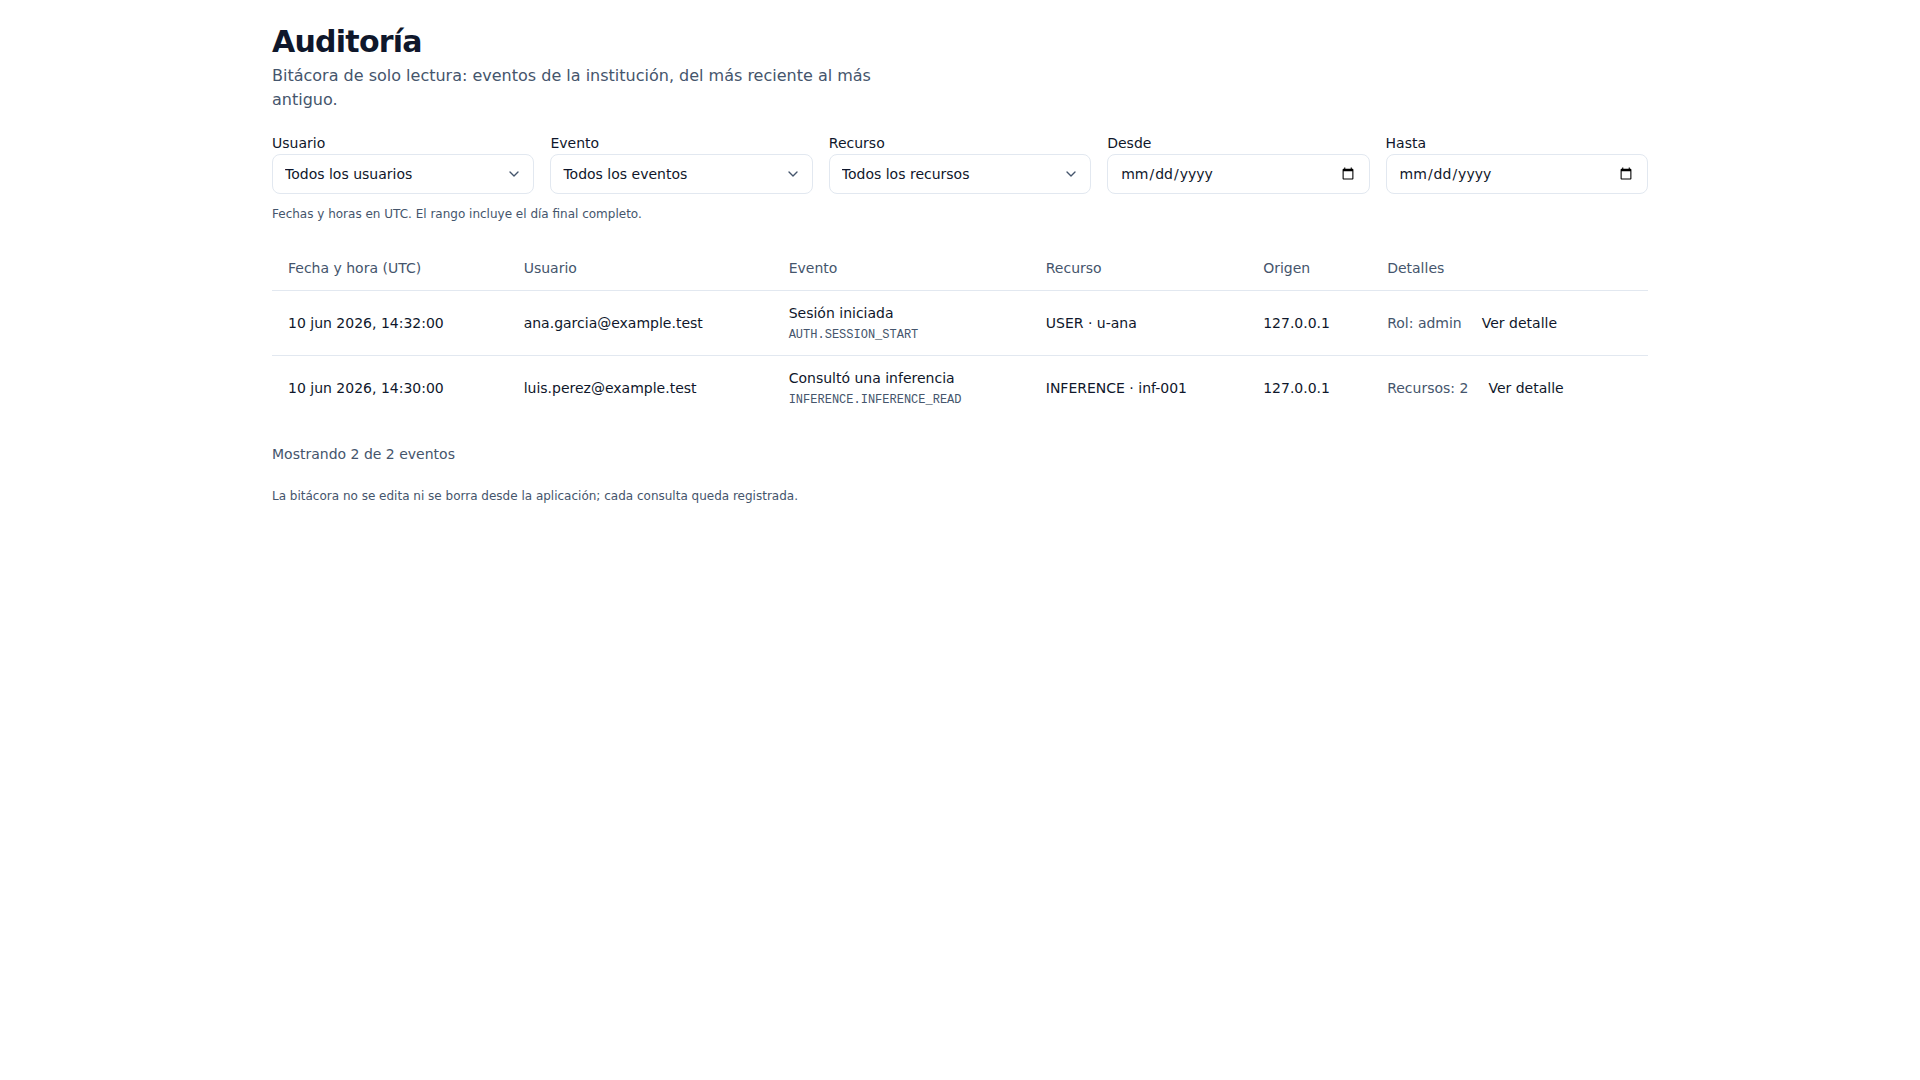 Auditoría
Bitácora de solo lectura: eventos de la institución, del más reciente al más
antiguo.
Usuario Evento Recurso Desde Hasta
Todos los usuarios Todos los eventos Todos los recursos mm/dd/yyyy mm/dd/yyyy
Fechas y horas en UTC. El rango incluye el día final completo.
Fecha y hora (UTC) Usuario Evento Recurso Origen Detalles
10 jun 2026, 14:32:00 ana.garcia@example.test Sesión iniciada USER · u-ana 127.0.0.1 Rol: admin Ver detalle
AUTH.SESSION_START
10 jun 2026, 14:30:00 luis.perez@example.test Consultó una inferencia INFERENCE · inf-001 127.0.0.1 Recursos: 2 Ver detalle
INFERENCE.INFERENCE_READ
Mostrando 2 de 2 eventos
La bitácora no se edita ni se borra desde la aplicación; cada consulta queda registrada.